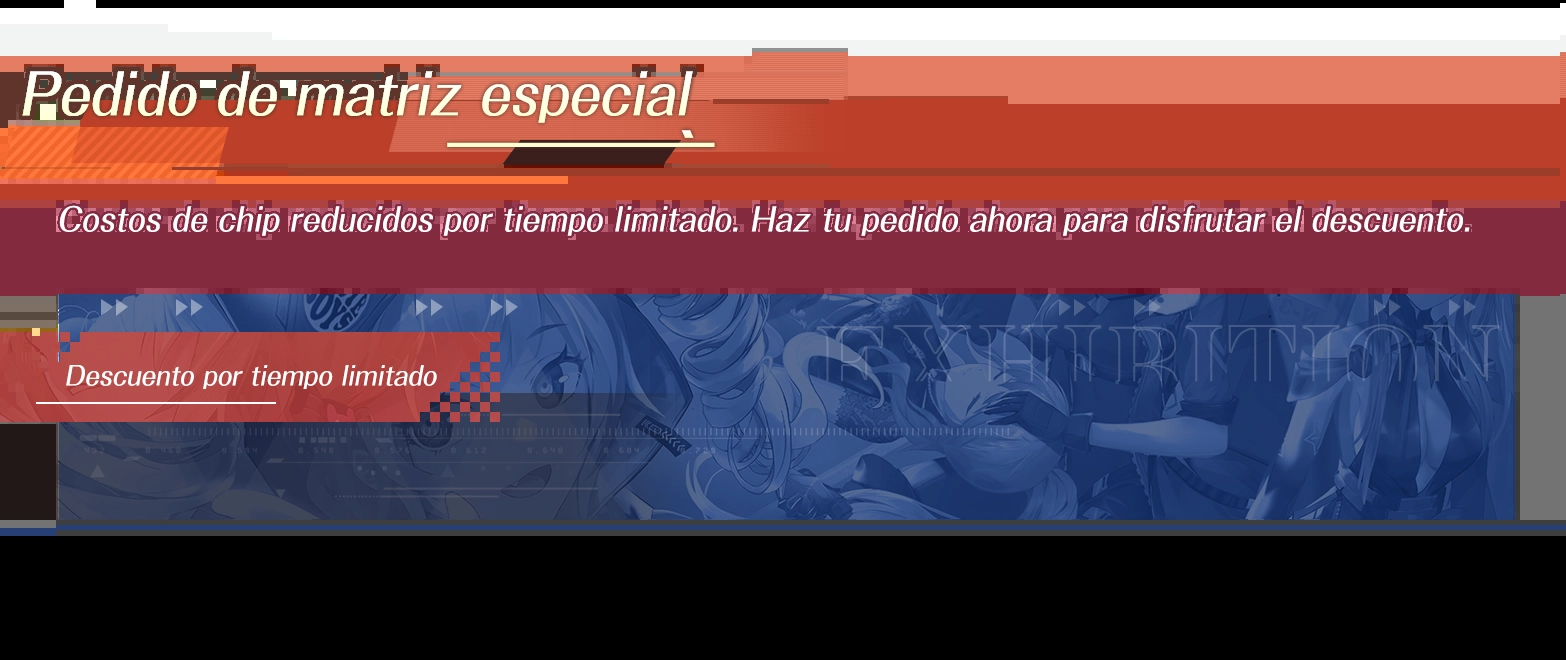 Pedido de matriz especial
Costos de chip reducidos por tiempo limitado. Haz tu pedido ahora para disfrutar el descuento.
EXHIBITION
Descuento por tiempo limitado